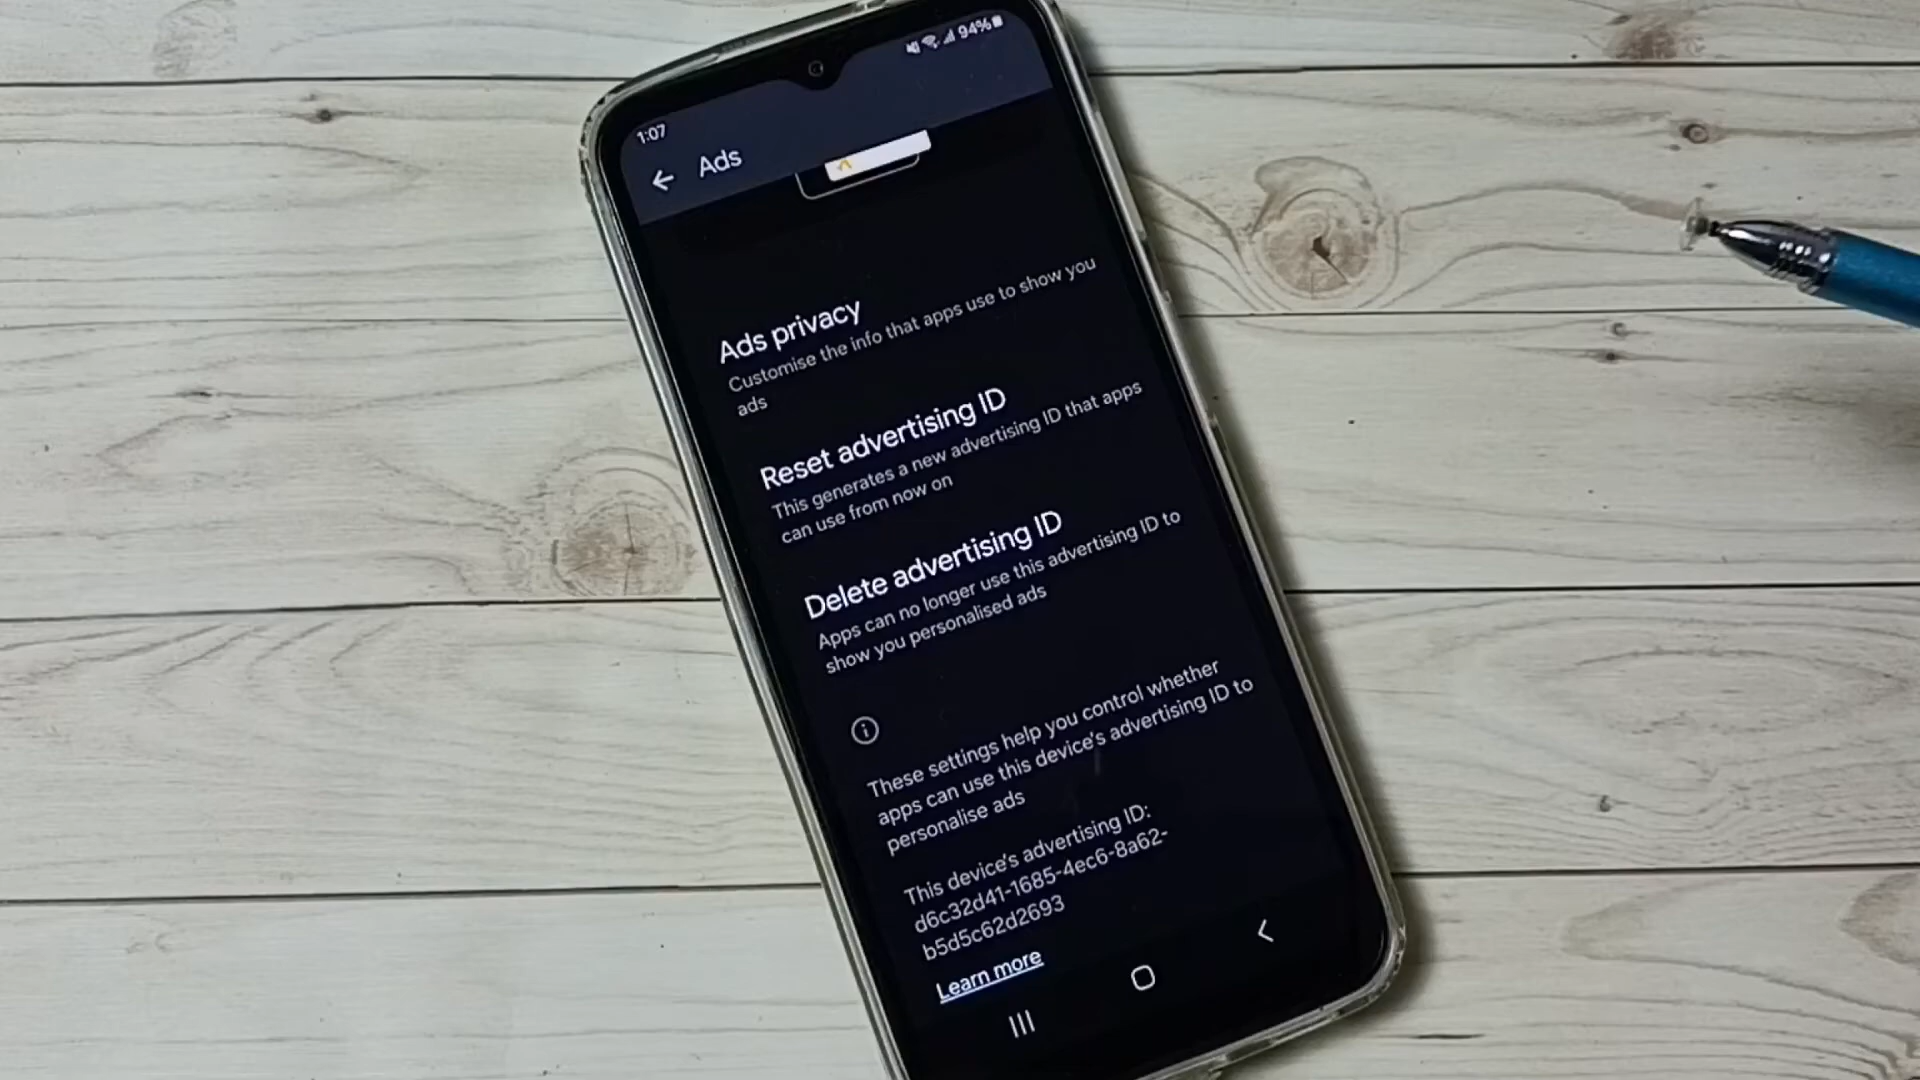 94%
1:07
Ads
Ads privacy
Customise the info that apps use to show you
ads
Reset advertising ID
This generates a new advertising ID that apps
can use from now on
Delete advertising ID
Apps can no longer use this advertising ID to
show you personalised ads
These settings help you control whether
apps can use this device's advertising ID to
personalise ads
This device's advertising ID:
d6c32d41-1685-4ec6-8a62-
b5d5c62d2693
Learn more